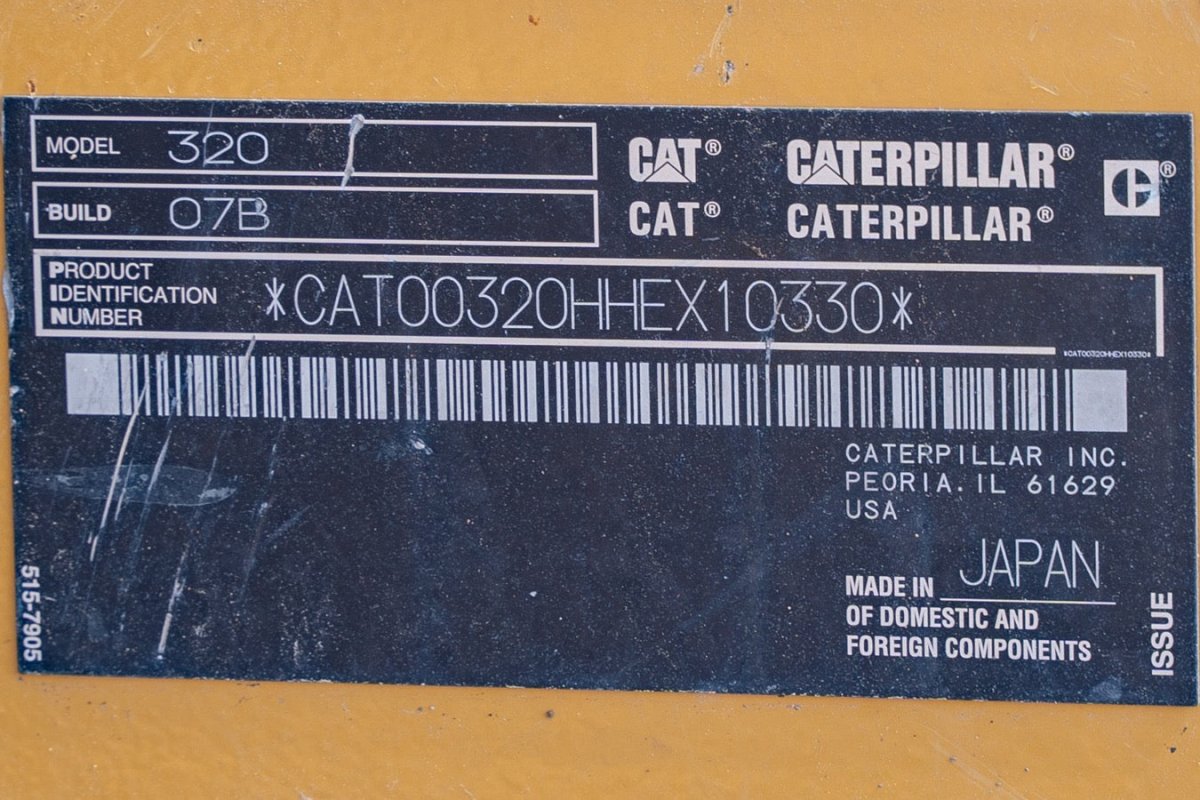 MODEL 320
BUILD 07B
CAT® CATERPILLAR® ®
CAT® CATERPILLAR®
PRODUCT
IDENTIFICATION
NUMBER
*CAT00320HHEX10330*
*CAT00320HHEX10330*
CATERPILLAR INC.
PEORIA. IL 61629
USA
MADE IN JAPAN
OF DOMESTIC AND
FOREIGN COMPONENTS
515-7905
ISSUE